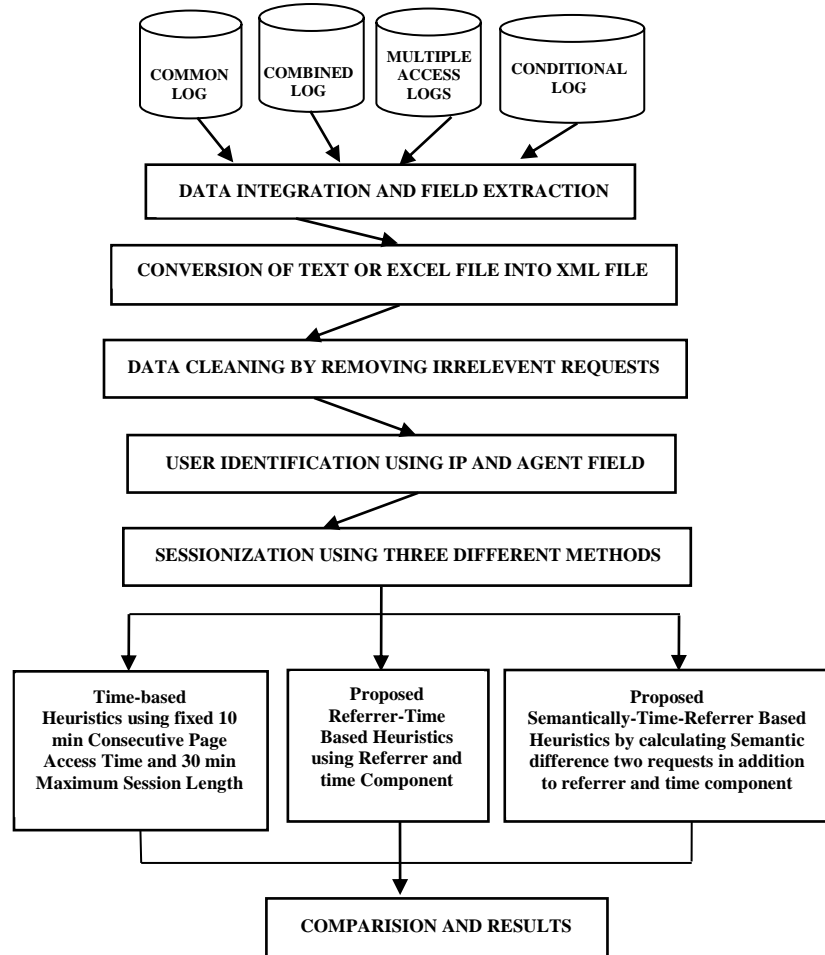 COMMON
LOG
COMBINED
LOG
MULTIPLE
ACCESS
LOGS
CONDITIONAL
LOG
DATA INTEGRATION AND FIELD EXTRACTION
CONVERSION OF TEXT OR EXCEL FILE INTO XML FILE
DATA CLEANING BY REMOVING IRRELEVENT REQUESTS
USER IDENTIFICATION USING IP AND AGENT FIELD
SESSIONIZATION USING THREE DIFFERENT METHODS
Time-based
Heuristics using fixed 10
min Consecutive Page
Access Time and 30 min
Maximum Session Length
Proposed
Referrer-Time
Based Heuristics
using Referrer and
time Component
Proposed
Semantically-Time-Referrer Based
Heuristics by calculating Semantic
difference two requests in addition
to referrer and time component
COMPARISION AND RESULTS